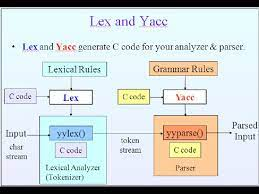 Lex and Yacc
• Lex and Yacc generate C code for your analyzer & parser.
Lexical Rules
Grammar Rules
C code
Lex
C code
Yacc
Input
char
stream
yylex()
C code
Lexical Analyzer
(Tokenizer)
token
stream
yyparse()
C code
Parser
Parsed
Input